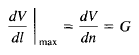 dV/dl |max = dV/dn = G